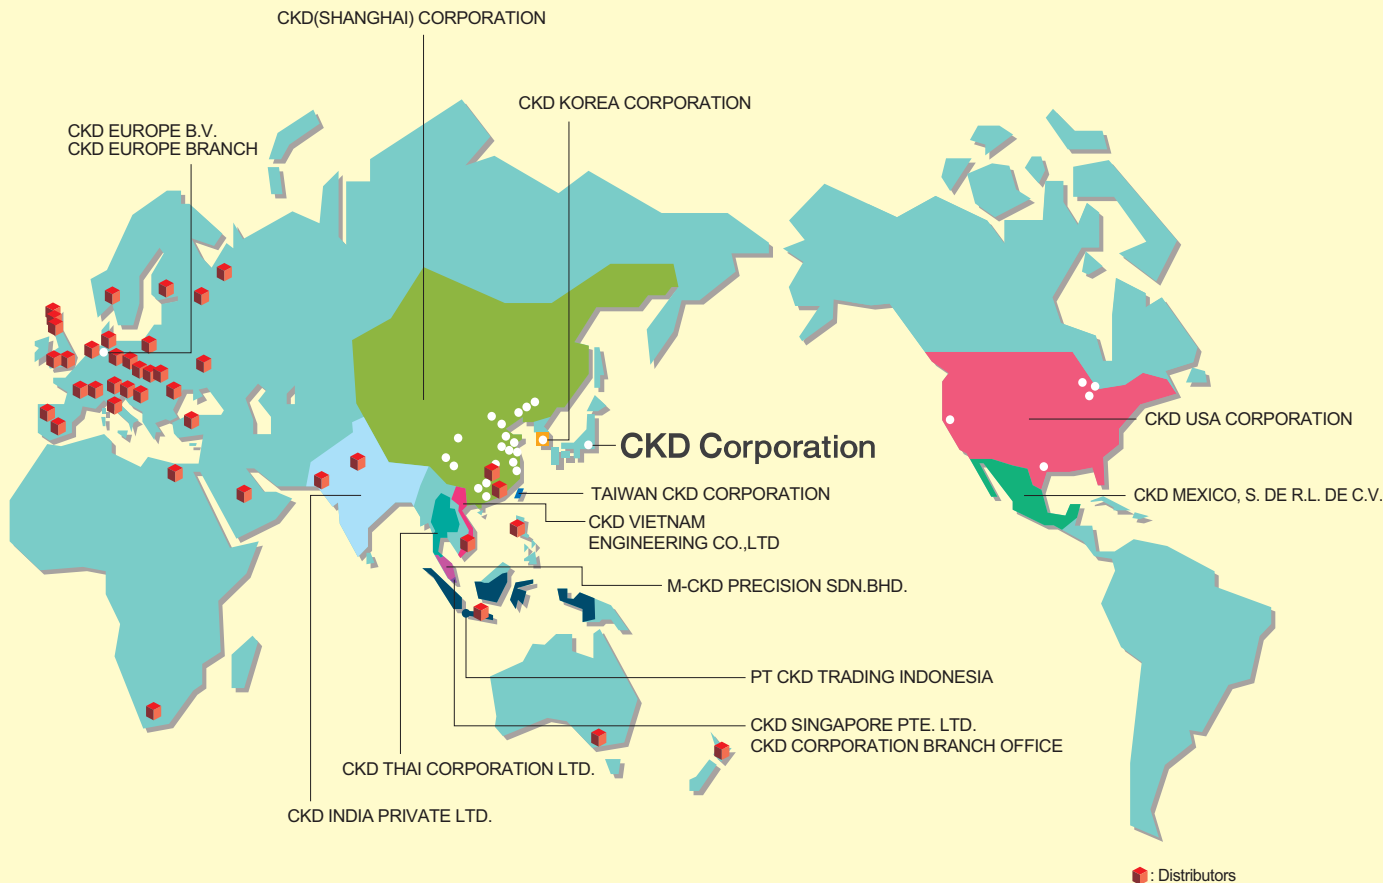 CKD(SHANGHAI) CORPORATION
CKD KOREA CORPORATION
CKD EUROPE B.V.
CKD EUROPE BRANCH
CKD USA CORPORATION
CKD Corporation
TAIWAN CKD CORPORATION
CKD MEXICO, S. DE R.L. DE C.V.
CKD VIETNAM
ENGINEERING CO.,LTD
M-CKD PRECISION SDN.BHD.
PT CKD TRADING INDONESIA
CKD SINGAPORE PTE. LTD.
CKD CORPORATION BRANCH OFFICE
CKD THAI CORPORATION LTD.
CKD INDIA PRIVATE LTD.
: Distributors